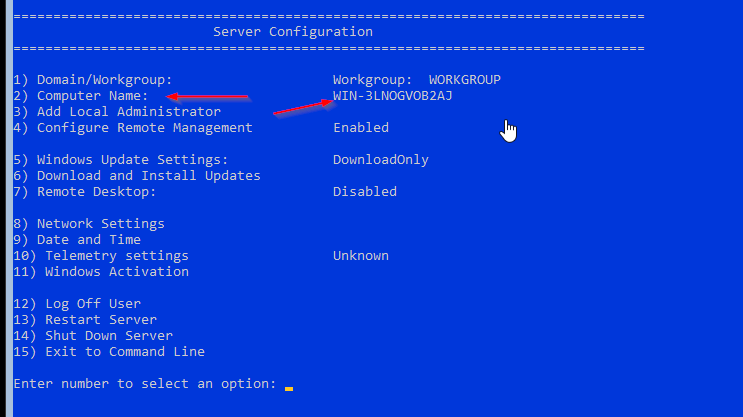 ===============================================================================
Server Configuration
===============================================================================
1) Domain/Workgroup: Workgroup: WORKGROUP
2) Computer Name: WIN-3LNOGVOB2AJ
3) Add Local Administrator
4) Configure Remote Management Enabled
5) Windows Update Settings: DownloadOnly
6) Download and Install Updates
7) Remote Desktop: Disabled
8) Network Settings
9) Date and Time
10) Telemetry settings Unknown
11) Windows Activation
12) Log Off User
13) Restart Server
14) Shut Down Server
15) Exit to Command Line
Enter number to select an option: